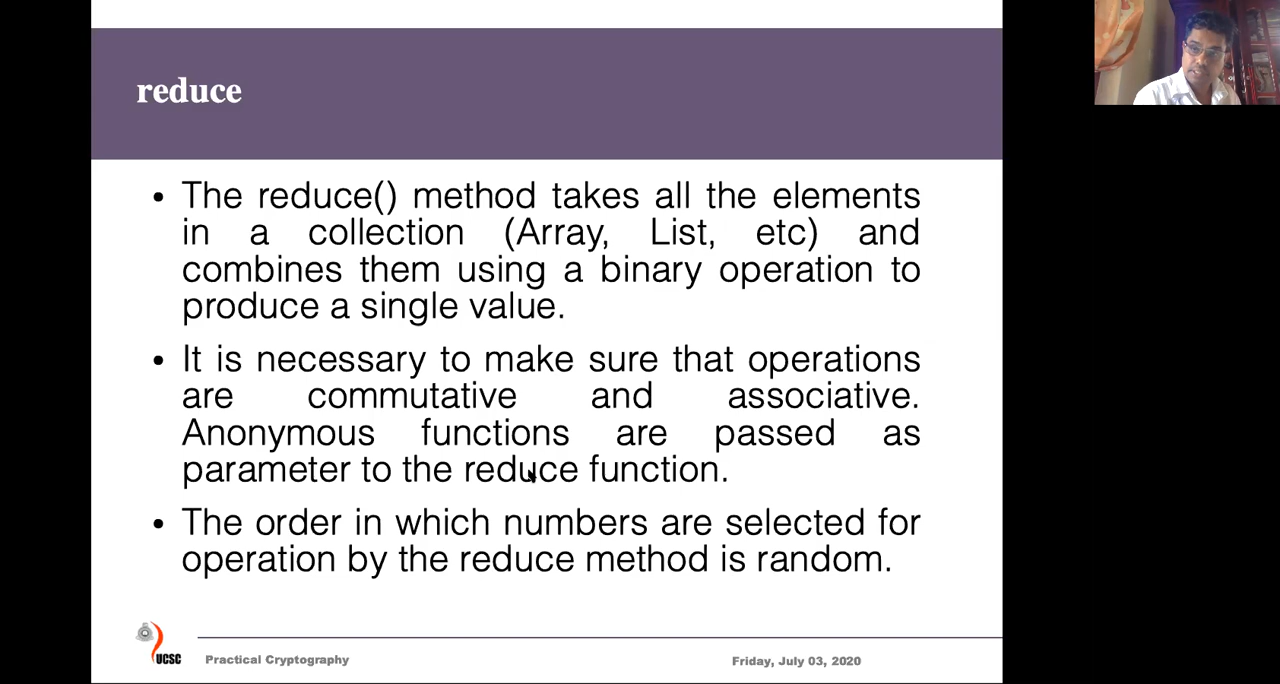 reduce
• The reduce() method takes all the elements
in a collection (Array, List, etc) and
combines them using a binary operation to
produce a single value.
• It is necessary to make sure that operations
are commutative and associative.
Anonymous functions are passed as
parameter to the reduce function.
• The order in which numbers are selected for
operation by the reduce method is random.
UCSC
Practical Cryptography
Friday, July 03, 2020